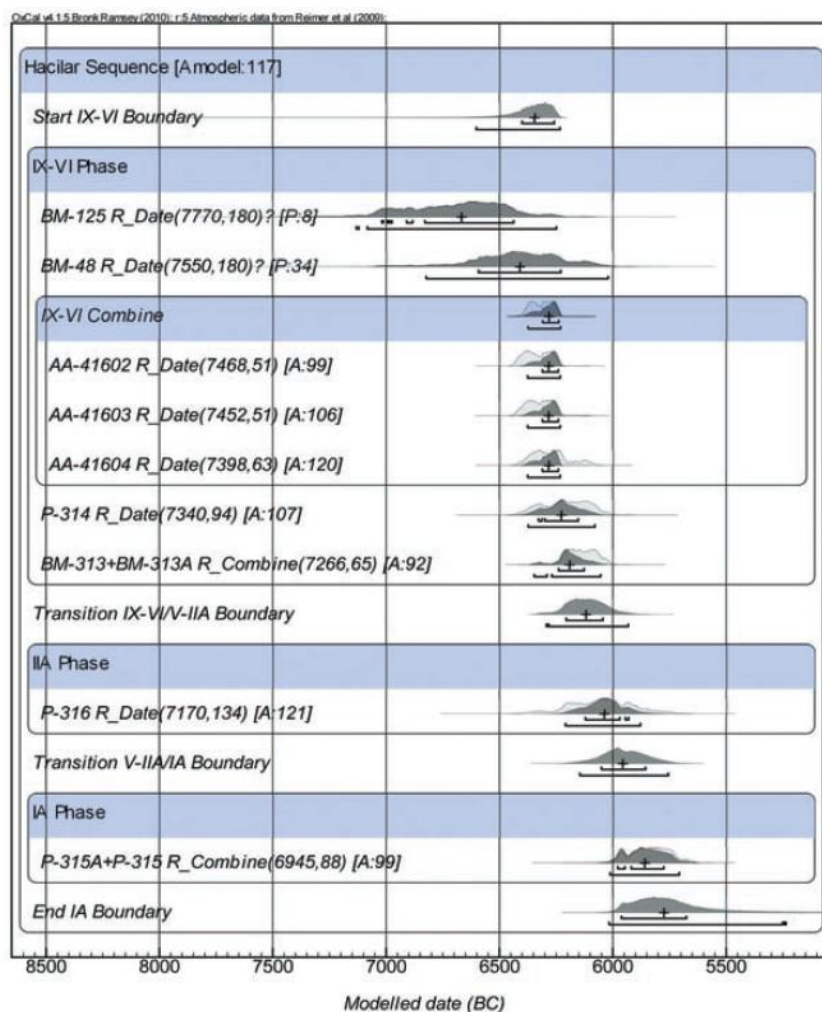 OxCal v4.1.5 Bronk Ramsey (2010); r:5 Atmospheric data from Reimer et al (2009);
Hacilar Sequence [A model:117]
Start IX-VI Boundary
IX-VI Phase
BM-125 R_Date(7770,180)? [P:8]
BM-48 R_Date(7550,180)? [P:34]
IX-VI Combine
AA-41602 R_Date(7468,51) [A:99]
AA-41603 R_Date(7452,51) [A:106]
AA-41604 R_Date(7398,63) [A:120]
P-314 R_Date(7340,94) [A:107]
BM-313+BM-313A R_Combine(7266,65) [A:92]
Transition IX-VI/V-IIA Boundary
IIA Phase
P-316 R_Date(7170,134) [A:121]
Transition V-IIA/IA Boundary
IA Phase
P-315A+P-315 R_Combine(6945,88) [A:99]
End IA Boundary
8500 8000 7500 7000 6500 6000 5500
Modelled date (BC)